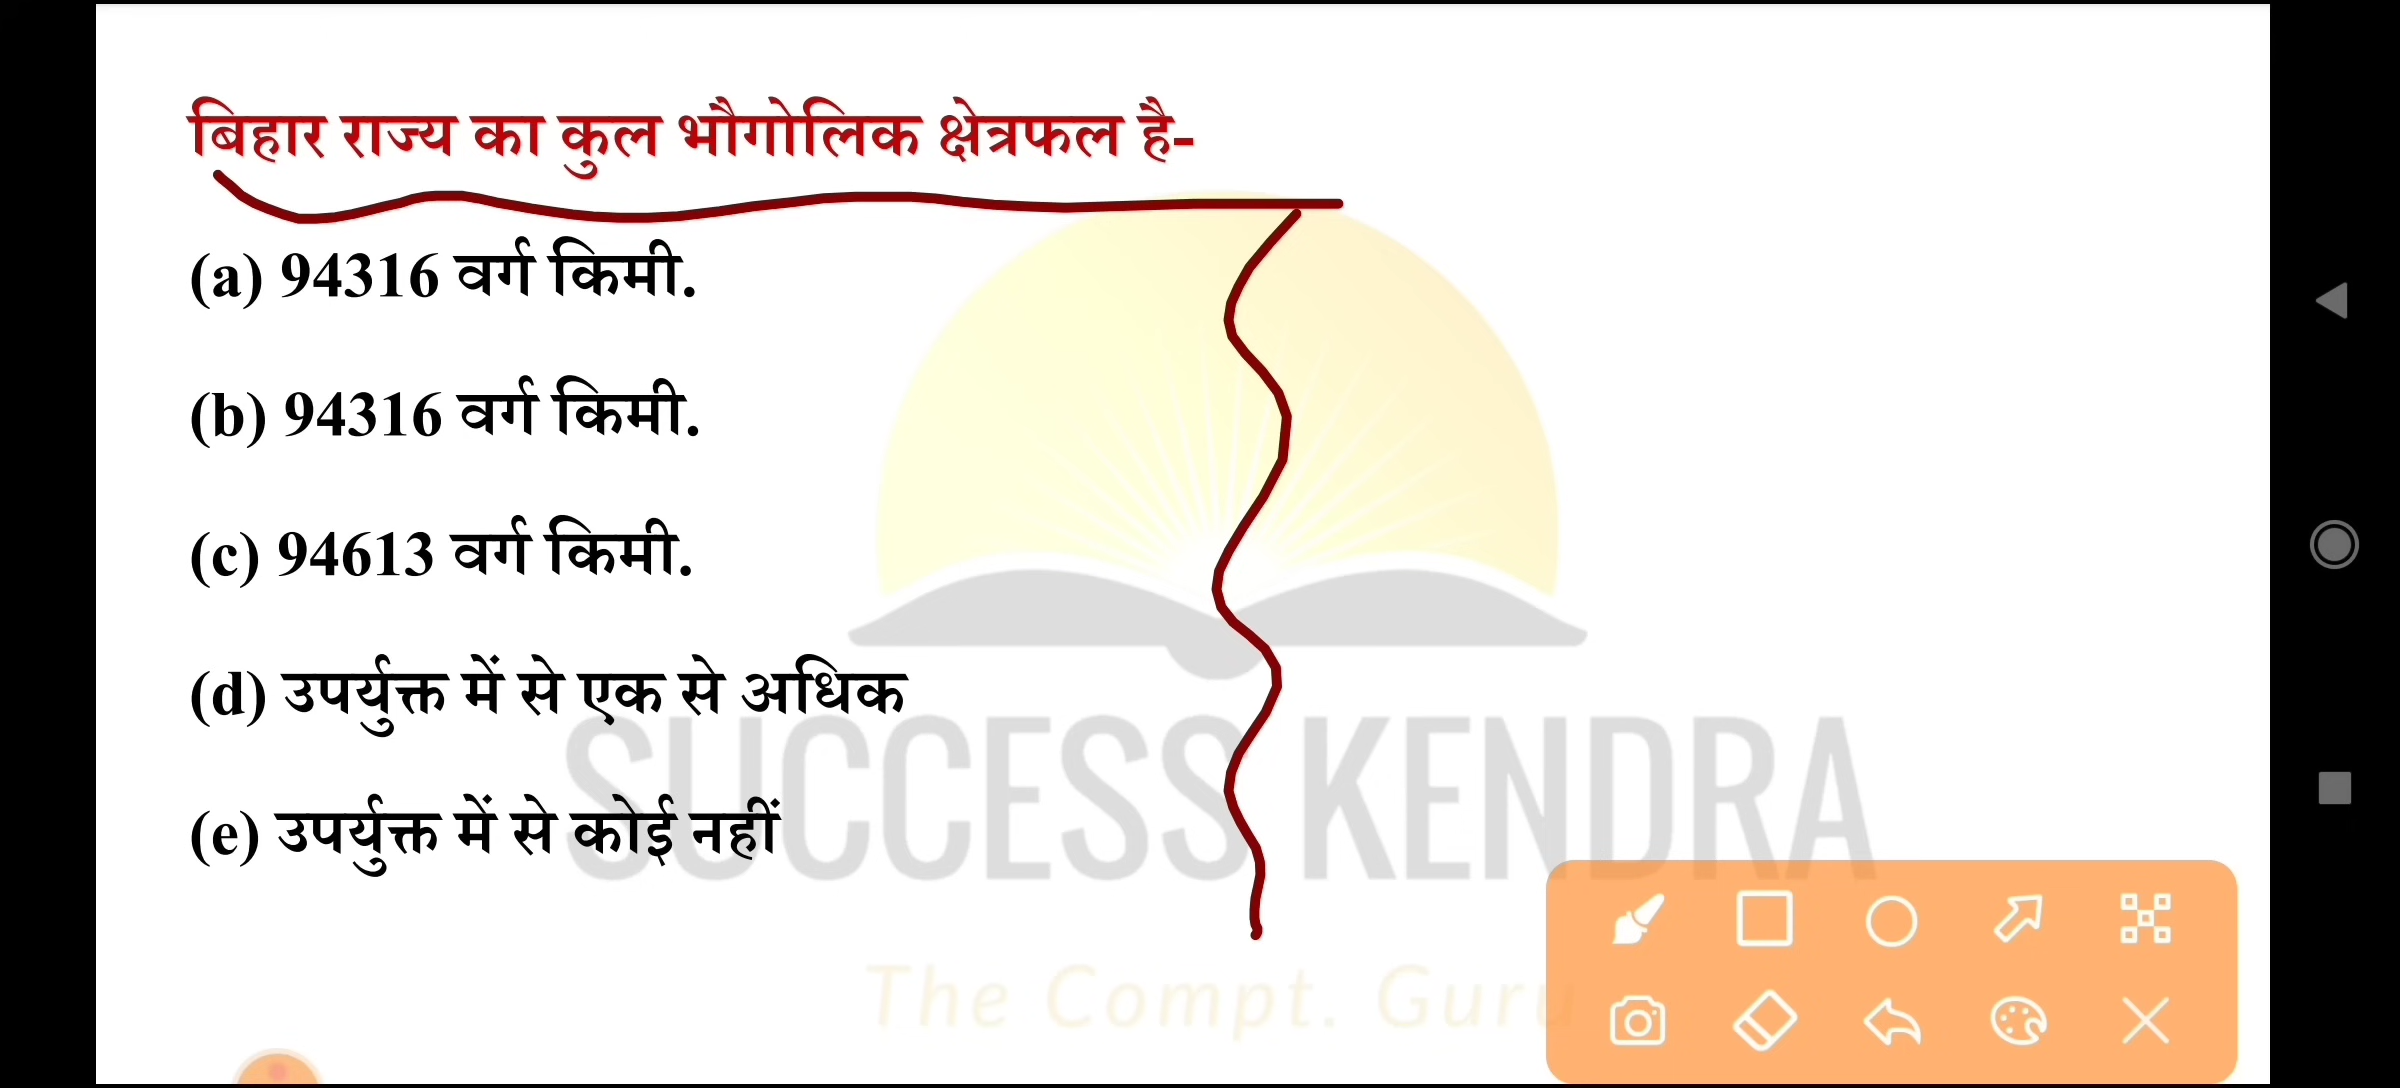 बिहार राज्य का कुल भौगोलिक क्षेत्रफल है-
(a) 94316 वर्ग किमी.
(b) 94316 वर्ग किमी.
(c) 94613 वर्ग किमी.
(d) उपर्युक्त में से एक से अधिक
(e) उपर्युक्त में से कोई नहीं
SUCCESS KENDRA
The Compt. Guru